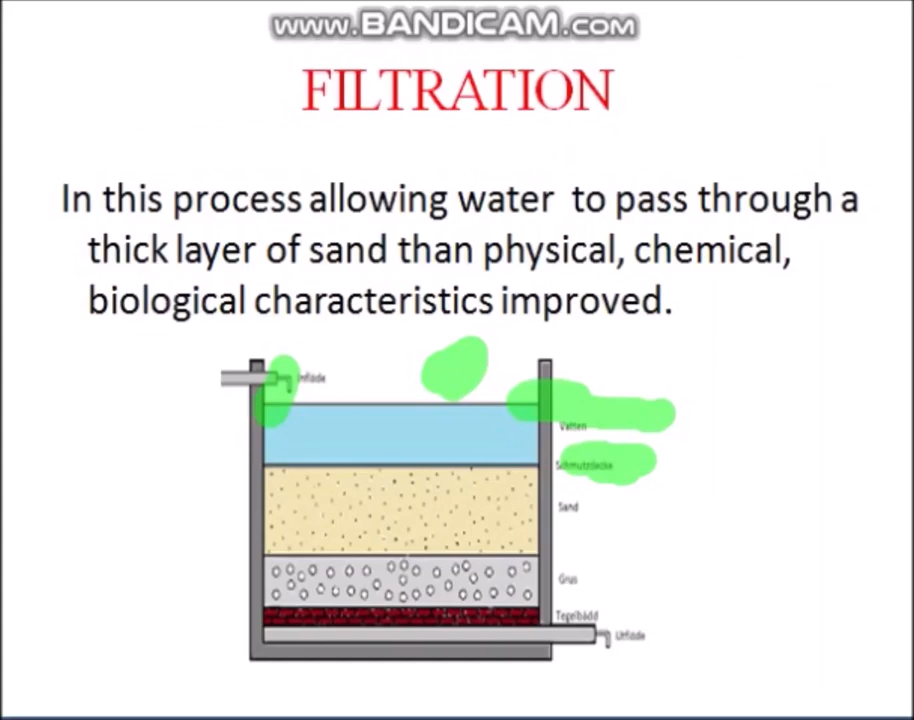 www.BANDICAM.com
FILTRATION
In this process allowing water to pass through a
thick layer of sand than physical, chemical,
biological characteristics improved.
Inflöde
Vatten
Schmutzdecke
Sand
Grus
Tegelbädd
Utflöde